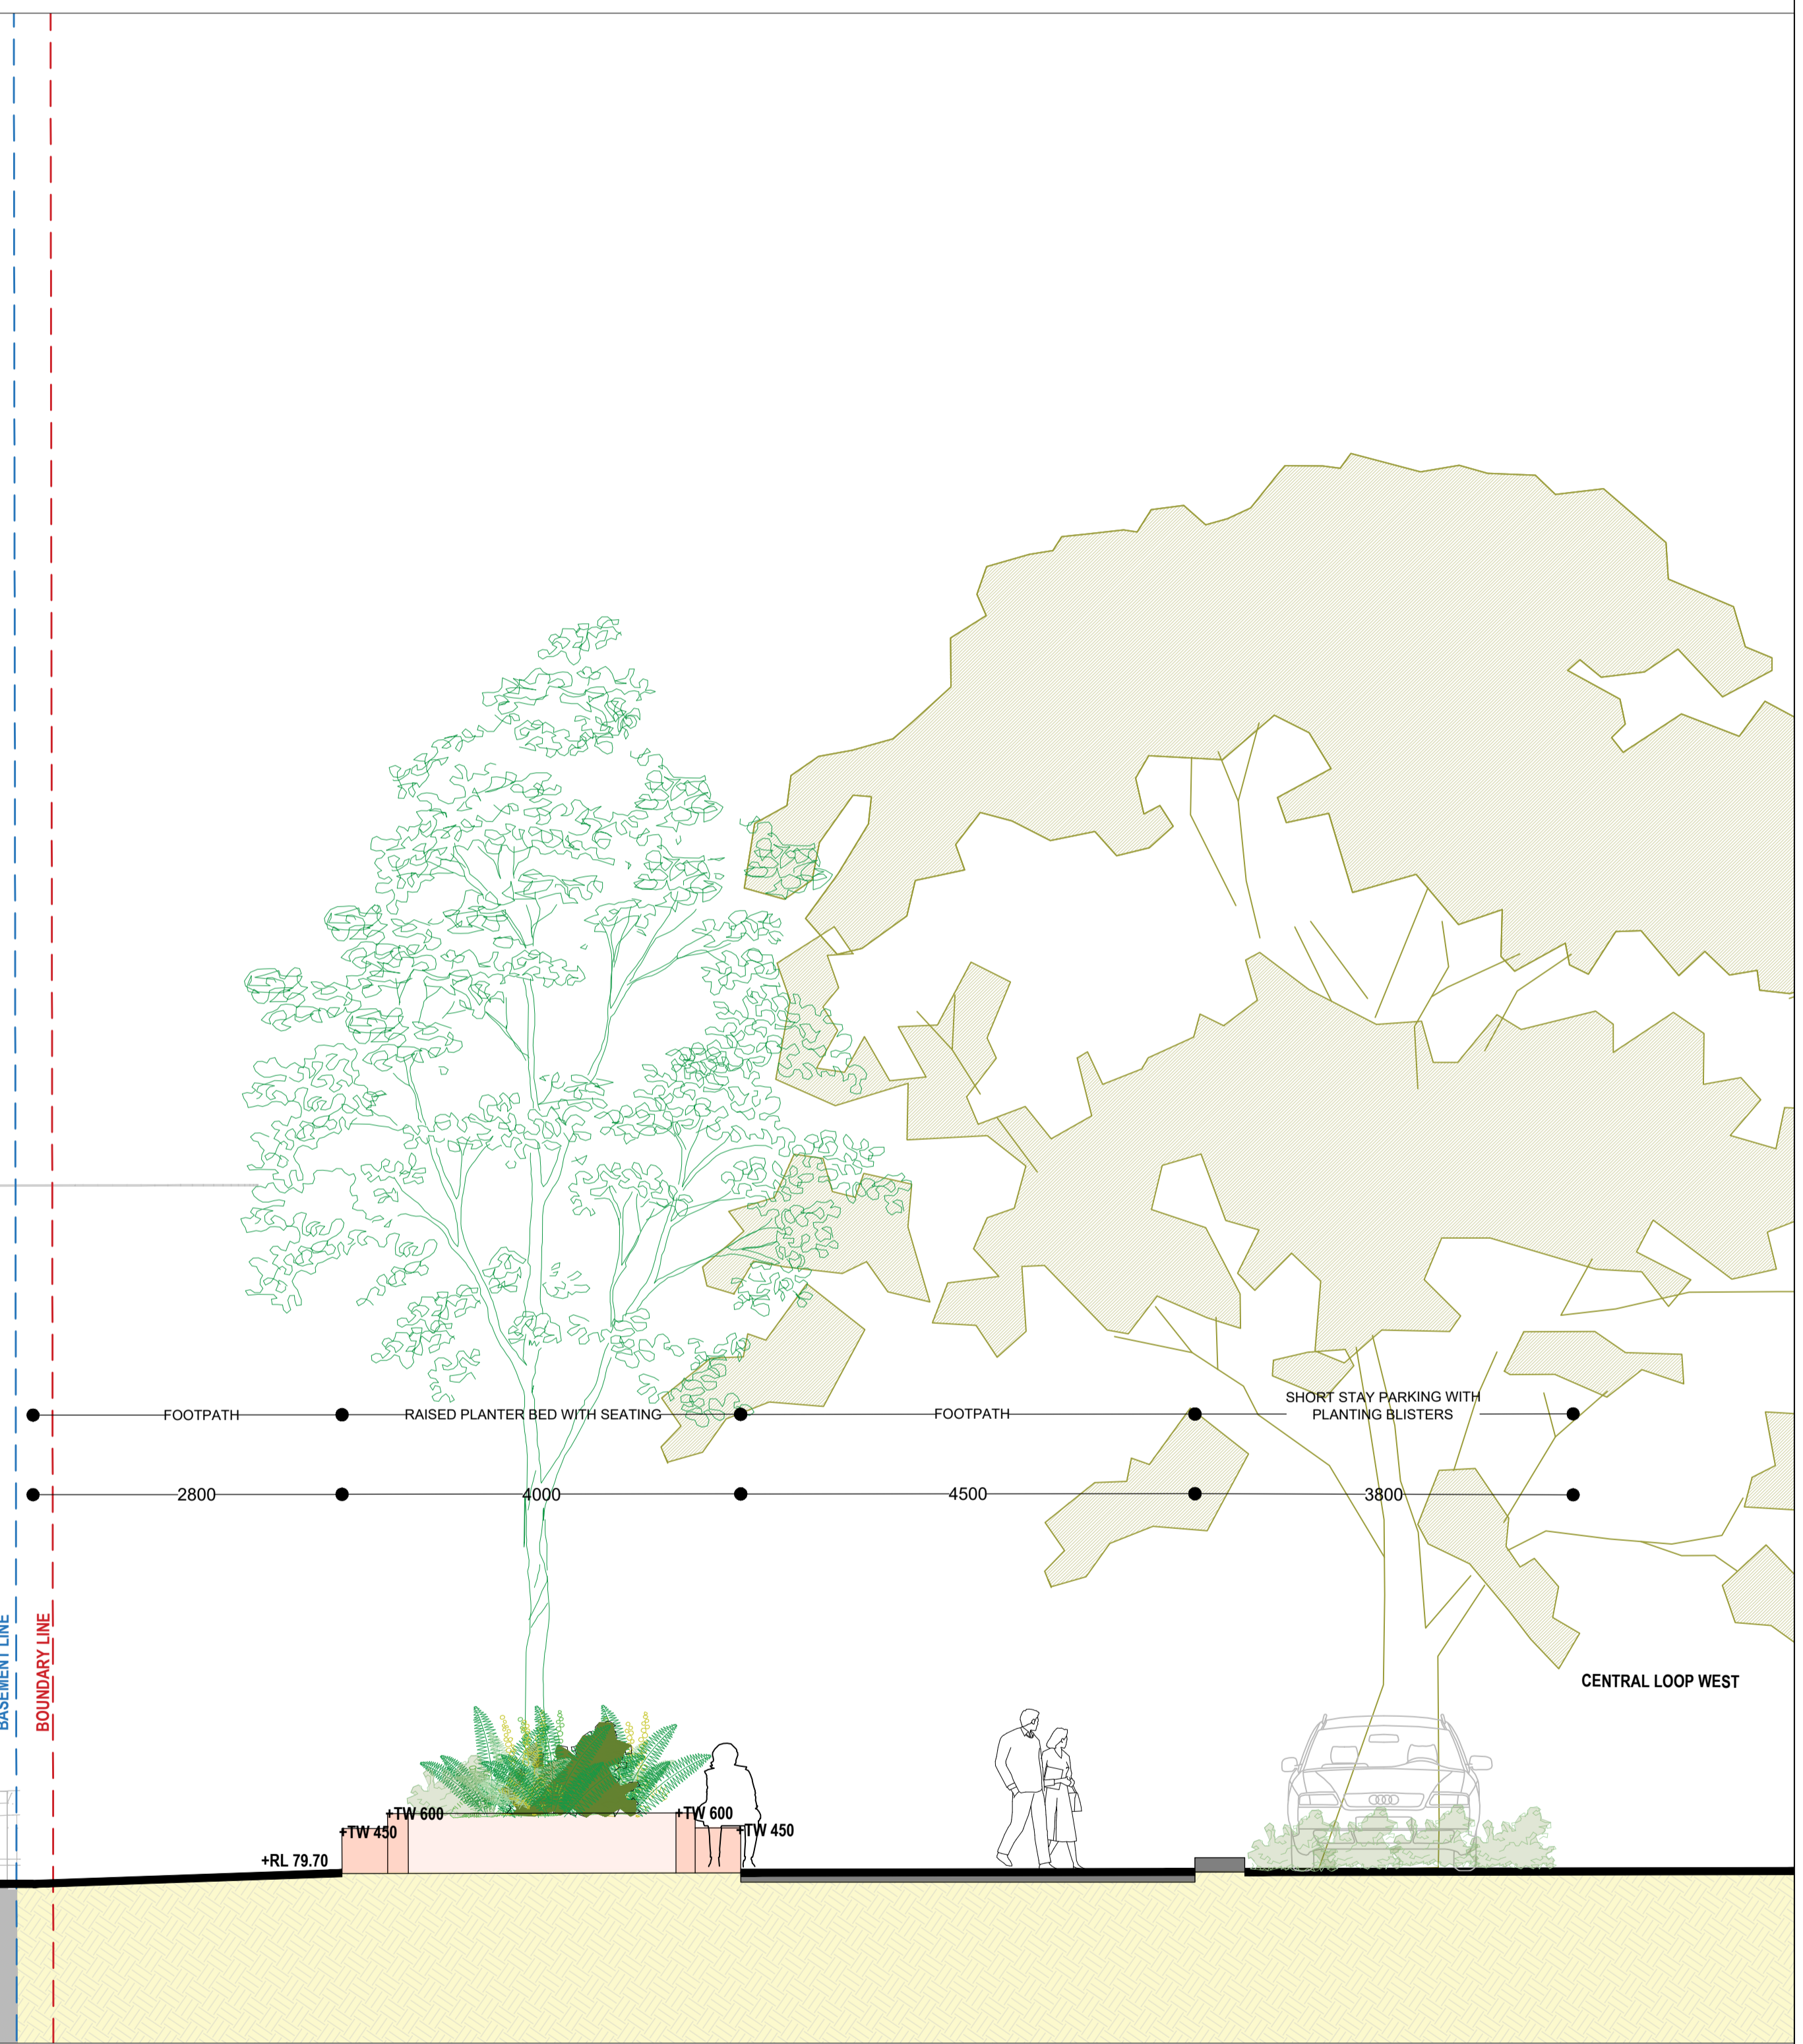 SHORT STAY PARKING WITH
FOOTPATH
RAISED PLANTER BED WITH SEATING
FOOTPATH
PLANTING BLISTERS
2800
4000
4500
3800
BASEMENT LINE
BOUNDARY LINE
CENTRAL LOOP WEST
+TW 600
+TW 600
+TW 450
+TW 450
+RL 79.70